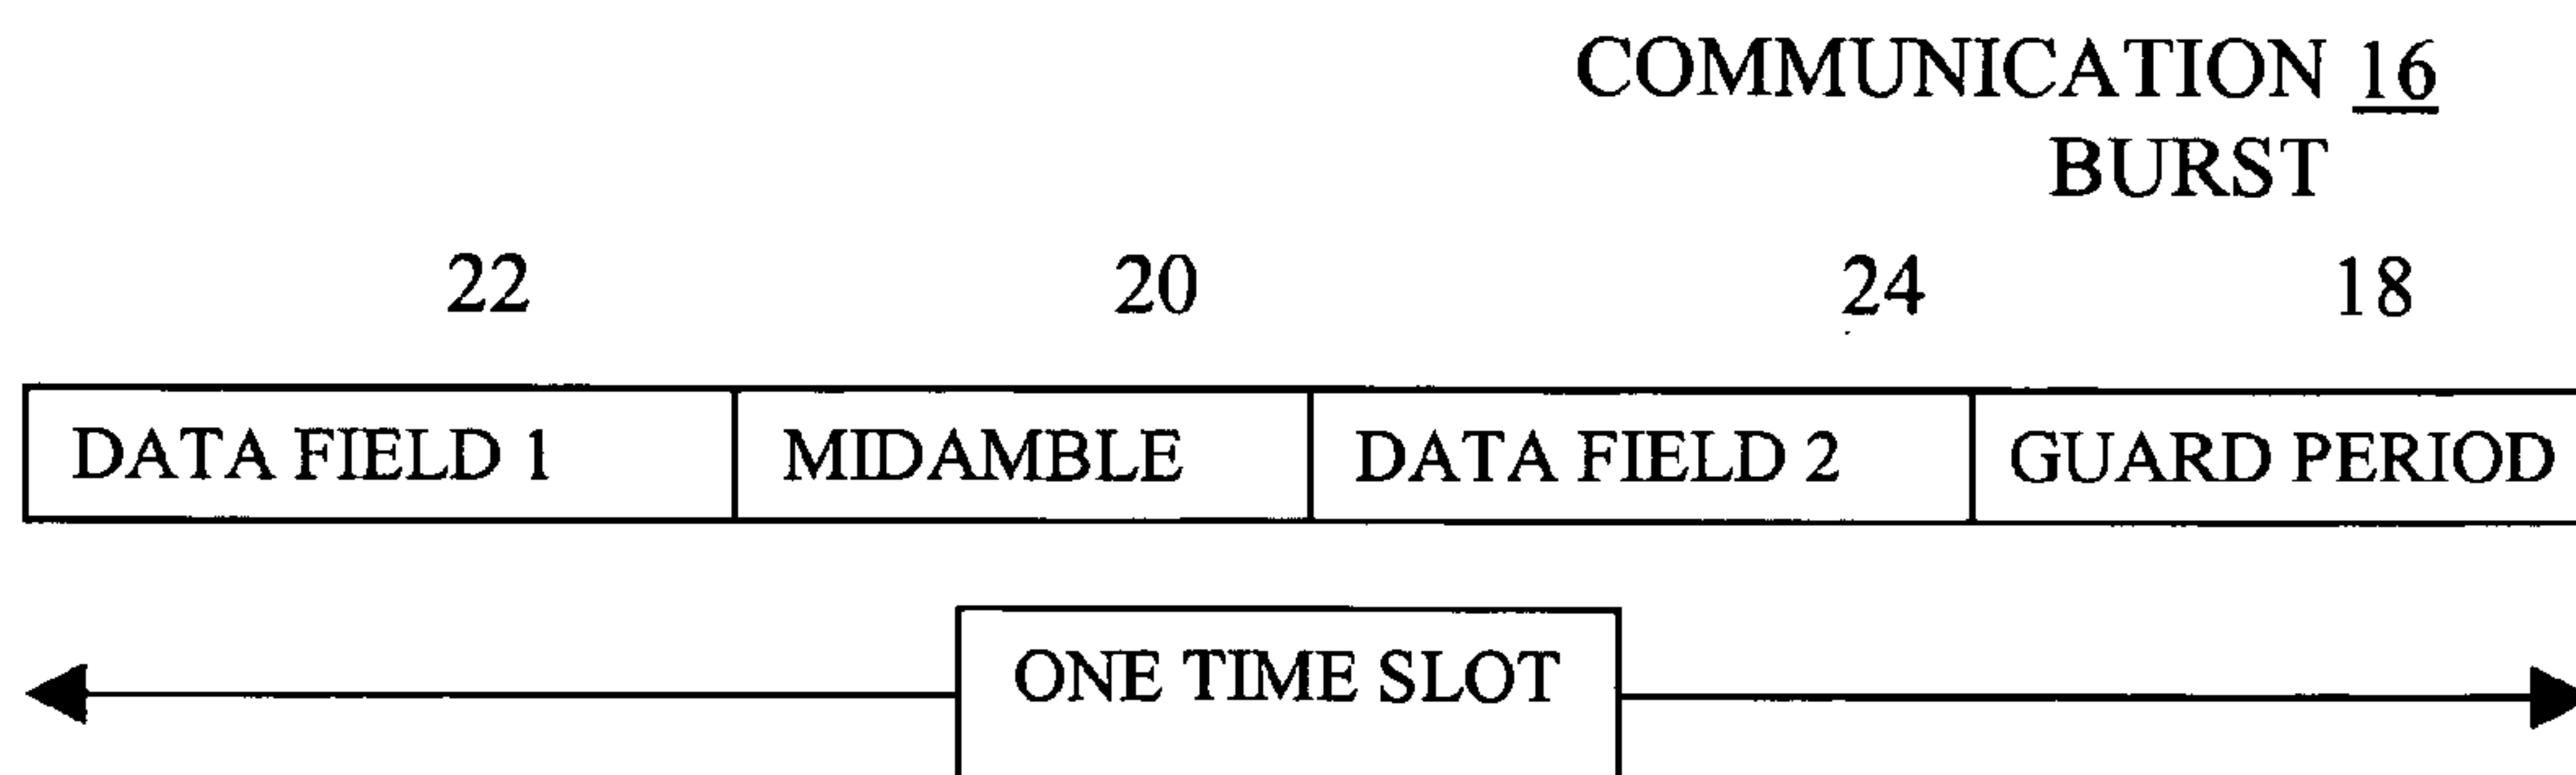 COMMUNICATION 16
BURST
22 20 24 18
DATA FIELD 1 MIDAMBLE DATA FIELD 2 GUARD PERIOD
ONE TIME SLOT